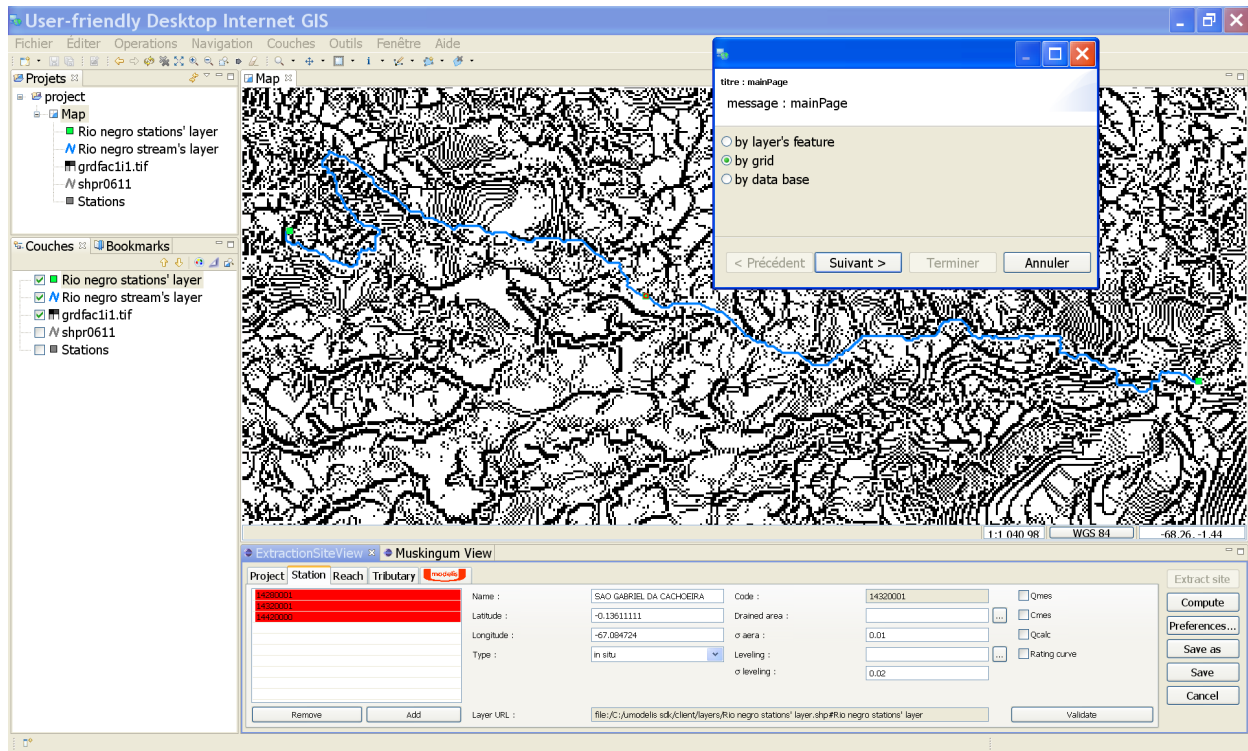 User-friendly Desktop Internet GIS
Fichier Éditer Operations Navigation Couches Outils Fenêtre Aide
Projets
project
Map
Rio negro stations' layer
Rio negro stream's layer
grdfac1i1.tif
shpr0611
Stations
Couches Bookmarks
Rio negro stations' layer
Rio negro stream's layer
grdfac1i1.tif
shpr0611
Stations
Map
titre : mainPage
message : mainPage
by layer's feature
by grid
by data base
< Précédent Suivant > Terminer Annuler
1:1 040 98 WGS 84 -68.26, -1.44
ExtractionSiteView Muskingum View
Project Station Reach Tributary modelis
14280001
14320001
14420000
Remove Add
Name : SAO GABRIEL DA CACHOEIRA Code : 14320001 Qmes
Latitude : -0.13611111 Drained area : ... Cmes
Longitude : -67.084724 σ aera : 0.01 Qcalc
Type : in situ Leveling : ... Rating curve
σ leveling : 0.02
Layer URL : file:/C:/umodelis sdk/client/layers/Rio negro stations' layer.shp#Rio negro stations' layer Validate
Extract site
Compute
Preferences...
Save as
Save
Cancel